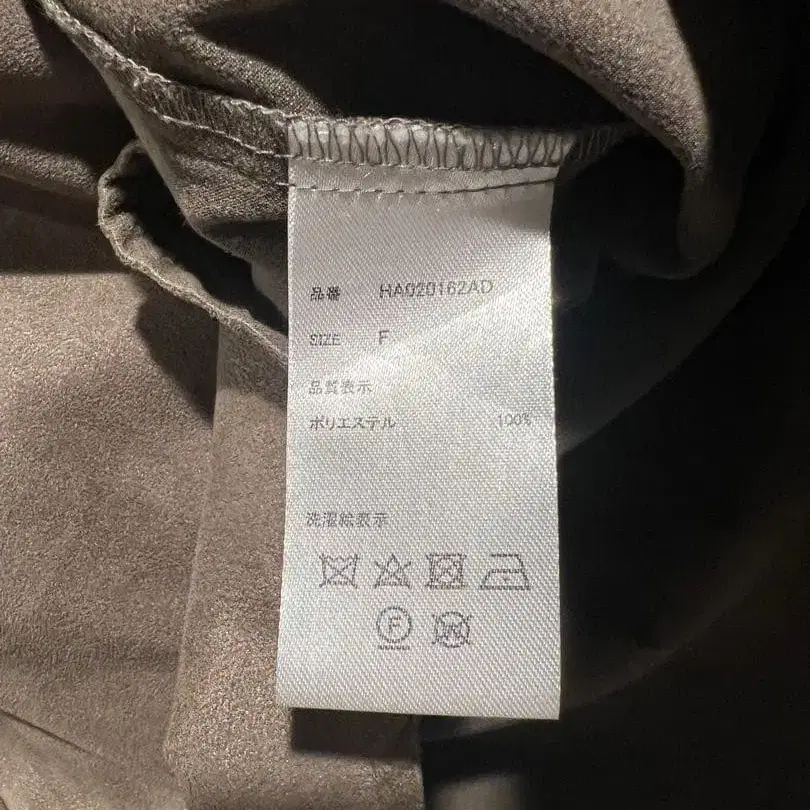 品番 HA020162AD
SIZE F
品質表示
ポリエステル 100%
洗濯絵表示
F
W